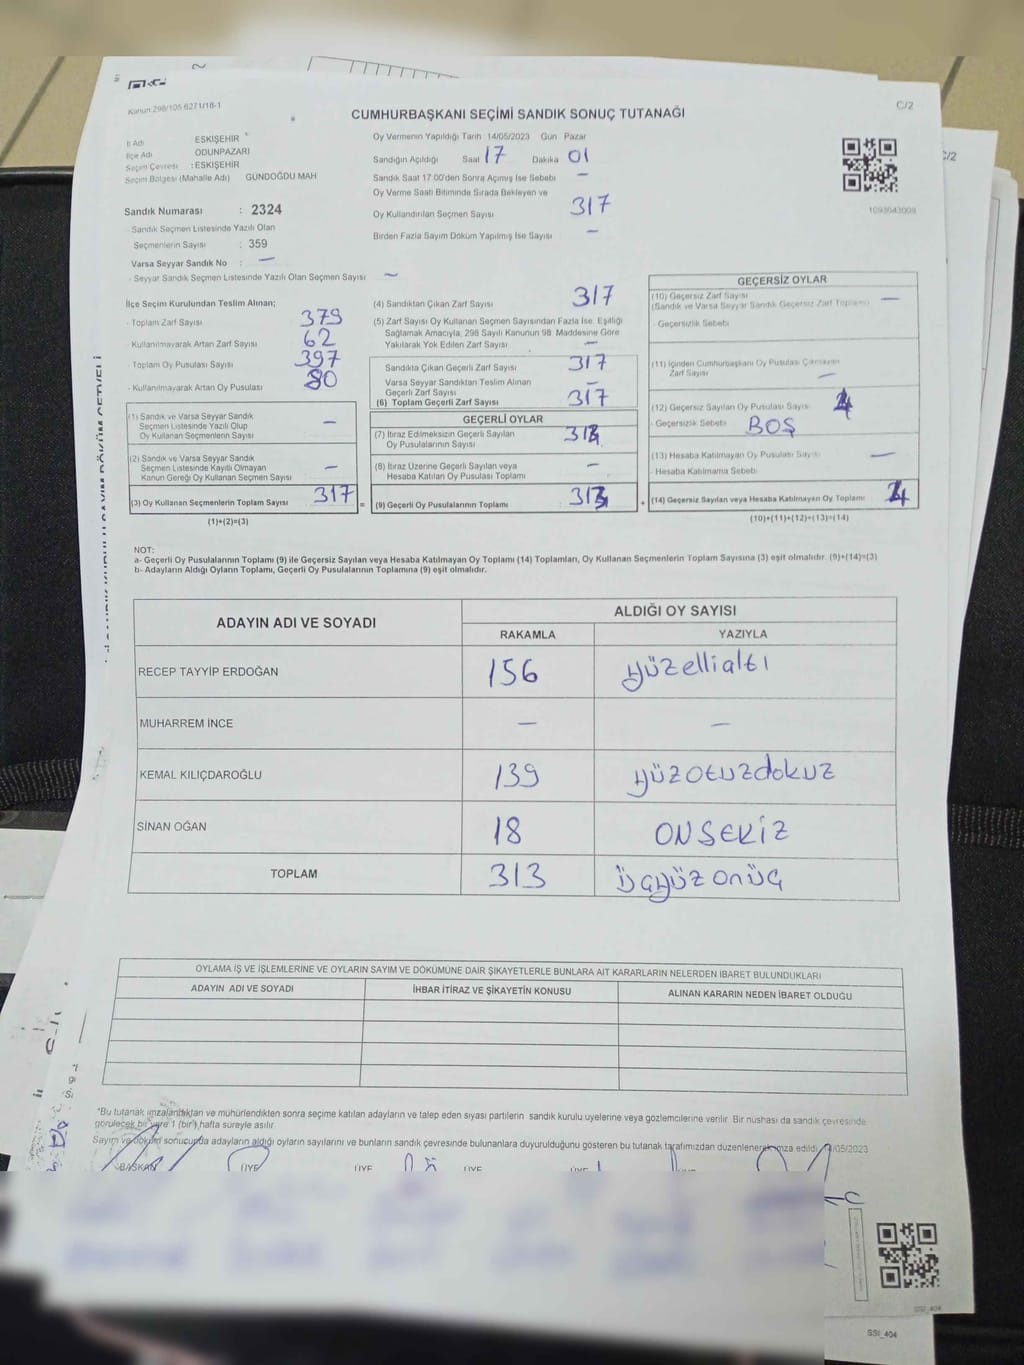 Kanun 298/105 6271/18-1
C/2
CUMHURBAŞKANI SEÇİMİ SANDIK SONUÇ TUTANAĞI
İl Adı ESKİŞEHİR
İlçe Adı ODUNPAZARI
Seçim Çevresi : ESKİŞEHİR
Seçim Bölgesi (Mahalle Adı) GÜNDOĞDU MAH
Sandık Numarası : 2324
- Sandık Seçmen Listesinde Yazılı Olan
Seçmenlerin Sayısı : 359
Varsa Seyyar Sandık No : —
- Seyyar Sandık Seçmen Listesinde Yazılı Olan Seçmen Sayısı —
Oy Vermenin Yapıldığı Tarih 14/05/2023 Gün Pazar
Sandığın Açıldığı Saat 17 Dakika 01
Sandık Saat 17:00'den Sonra Açımış İse Sebebi —
Oy Verme Saati Bitiminde Sırada Bekleyen ve
Oy Kullandırılan Seçmen Sayısı 317
Birden Fazla Sayım Döküm Yapılmış İse Sayısı —
1093643009
C/2
İlçe Seçim Kurulundan Teslim Alınan;
- Toplam Zarf Sayısı 379
- Kullanılmayarak Artan Zarf Sayısı 62
- Toplam Oy Pusulası Sayısı 397
- Kullanılmayarak Artan Oy Pusulası 80
(1) Sandık ve Varsa Seyyar Sandık
Seçmen Listesinde Yazılı Olup
Oy Kullanan Seçmenlerin Sayısı —
(2) Sandık ve Varsa Seyyar Sandık
Seçmen Listesinde Kayıtlı Olmayan
Kanun Gereği Oy Kullanan Seçmen Sayısı —
(3) Oy Kullanan Seçmenlerin Toplam Sayısı 317
(1)+(2)=(3)
=
(4) Sandıktan Çıkan Zarf Sayısı 317
(5) Zarf Sayısı Oy Kullanan Seçmen Sayısından Fazla İse, Eşitliği
Sağlamak Amacıyla, 298 Sayılı Kanunun 98. Maddesine Göre
Yakılarak Yok Edilen Zarf Sayısı —
Sandıkta Çıkan Geçerli Zarf Sayısı 317
Varsa Seyyar Sandıktan Teslim Alınan
Geçerli Zarf Sayısı —
(6) Toplam Geçerli Zarf Sayısı 317
GEÇERLİ OYLAR
(7) İtiraz Edilmeksizin Geçerli Sayılan
Oy Pusulalarının Sayısı 313
(8) İtiraz Üzerine Geçerli Sayılan veya
Hesaba Katılan Oy Pusulası Toplamı —
(9) Geçerli Oy Pusulalarının Toplamı 313
+
GEÇERSİZ OYLAR
(10) Geçersiz Zarf Sayısı —
(Sandık ve Varsa Seyyar Sandık Geçersiz Zarf Toplamı)
- Geçersizlik Sebebi
(11) İçinden Cumhurbaşkanı Oy Pusulası Çıkmayan
Zarf Sayısı —
(12) Geçersiz Sayılan Oy Pusulası Sayısı 4
- Geçersizlik Sebebi BOŞ
(13) Hesaba Katılmayan Oy Pusulası Sayısı —
- Hesaba Katılmama Sebebi
(14) Geçersiz Sayılan veya Hesaba Katılmayan Oy Toplamı 4
(10)+(11)+(12)+(13)=(14)
NOT:
a- Geçerli Oy Pusulalarının Toplamı (9) ile Geçersiz Sayılan veya Hesaba Katılmayan Oy Toplamı (14) Toplamları, Oy Kullanan Seçmenlerin Toplam Sayısına (3) eşit olmalıdır. (9)+(14)=(3)
b- Adayların Aldığı Oyların Toplamı, Geçerli Oy Pusulalarının Toplamına (9) eşit olmalıdır.
ADAYIN ADI VE SOYADI
ALDIĞI OY SAYISI
RAKAMLA YAZIYLA
RECEP TAYYİP ERDOĞAN 156 yüzellialtı
MUHARREM İNCE — —
KEMAL KILIÇDAROĞLU 139 yüzotuzdokuz
SİNAN OĞAN 18 ONSEKİZ
TOPLAM 313 üçyüz onüç
OYLAMA İŞ VE İŞLEMLERİNE VE OYLARIN SAYIM VE DÖKÜMÜNE DAİR ŞİKAYETLERLE BUNLARA AİT KARARLARIN NELERDEN İBARET BULUNDUKLARI
ADAYIN ADI VE SOYADI İHBAR İTİRAZ VE ŞİKAYETİN KONUSU ALINAN KARARIN NEDEN İBARET OLDUĞU
*Bu tutanak imzalandıktan ve mühürlendikten sonra seçime katılan adayların ve talep eden siyasi partilerin sandık kurulu üyelerine veya gözlemcilerine verilir. Bir nüshası da sandık çevresinde
görülecek bir yere 1 (bir) hafta süreyle asılır.
Sayım ve döküm sonucunda adayların aldığı oyların sayılarını ve bunların sandık çevresinde bulunanlara duyurulduğunu gösteren bu tutanak tarafımızdan düzenlenerek imza edildi. 14/05/2023
BAŞKAN ÜYE ÜYE ÜYE
SSI_404
SSI_404